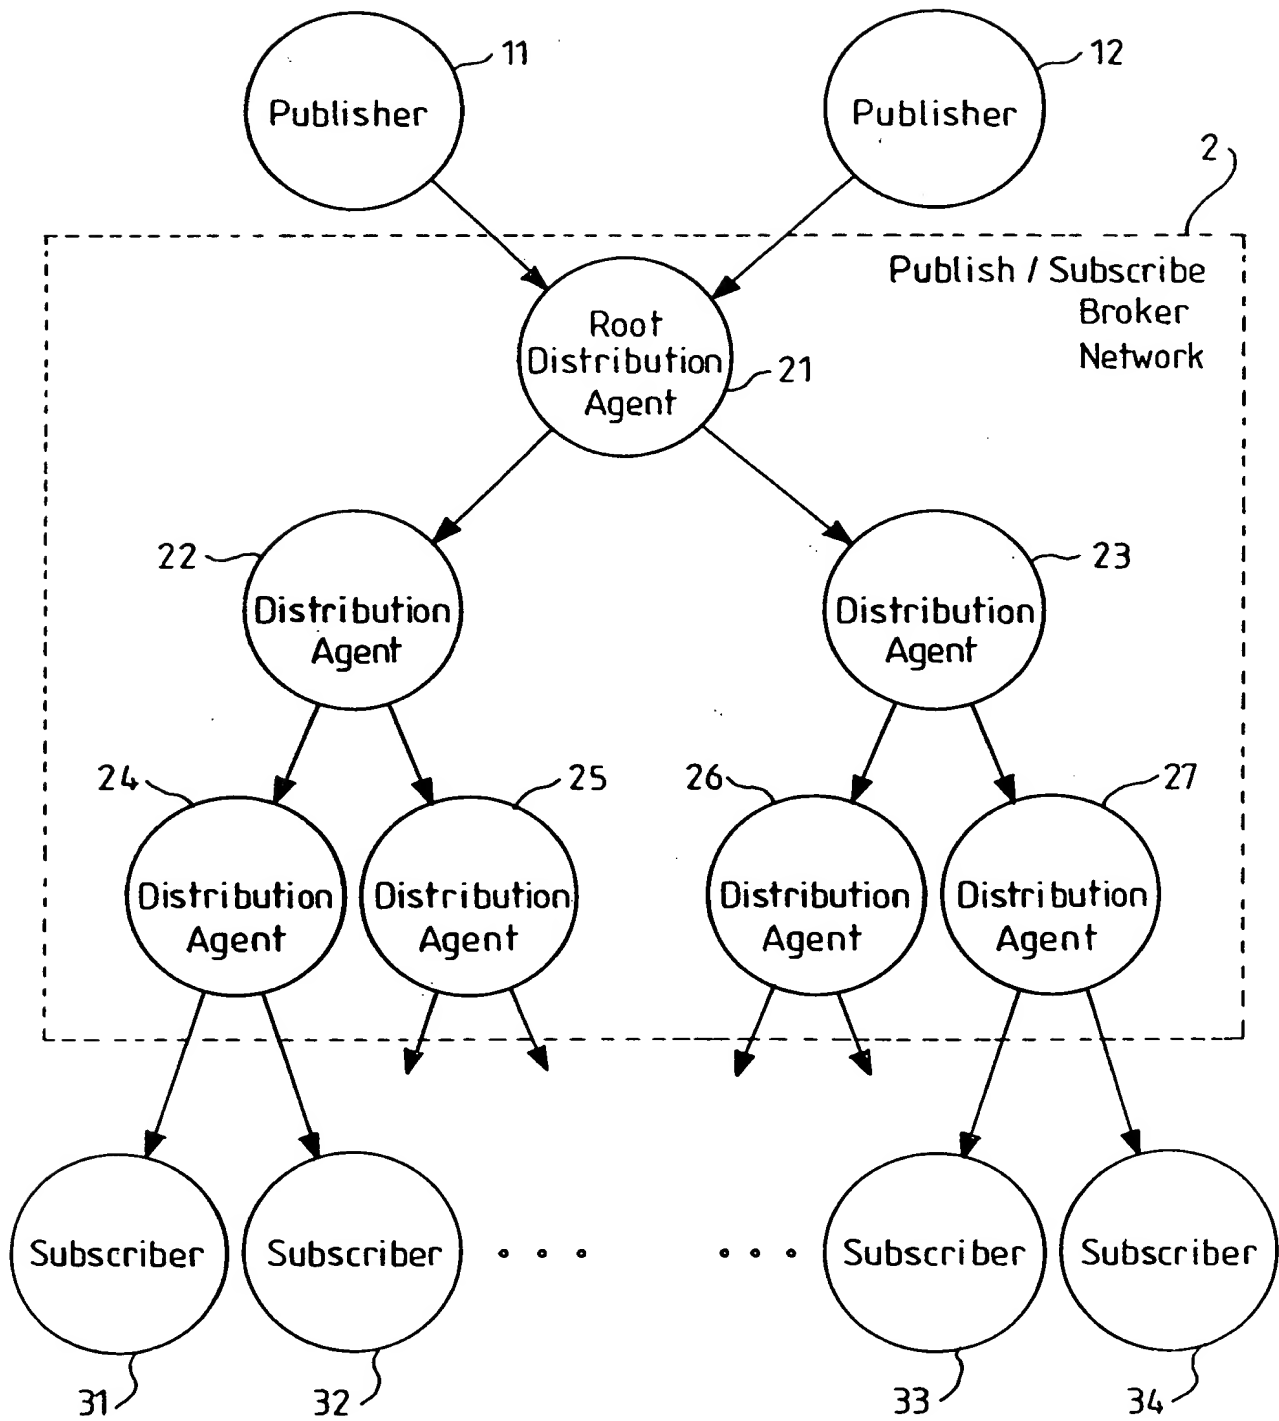 11
12
Publisher
Publisher
2
Publish / Subscribe
Broker
Network
Root
Distribution
Agent
21
22
23
Distribution
Agent
Distribution
Agent
24
25
26
27
Distribution
Agent
Distribution
Agent
Distribution
Agent
Distribution
Agent
Subscriber
Subscriber
Subscriber
Subscriber
31
32
33
34